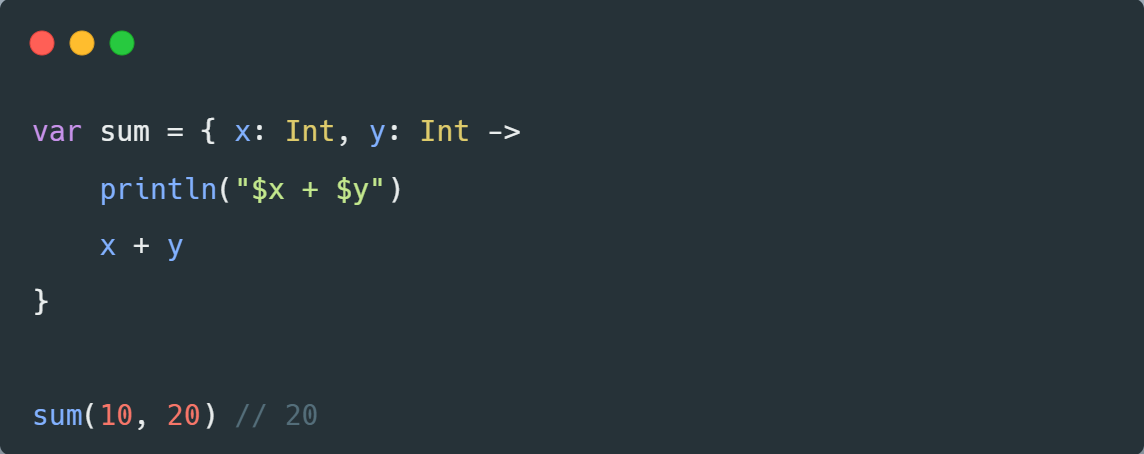 var sum = { x: Int, y: Int ->
    println("$x + $y")
    x + y
}
sum(10, 20) // 20